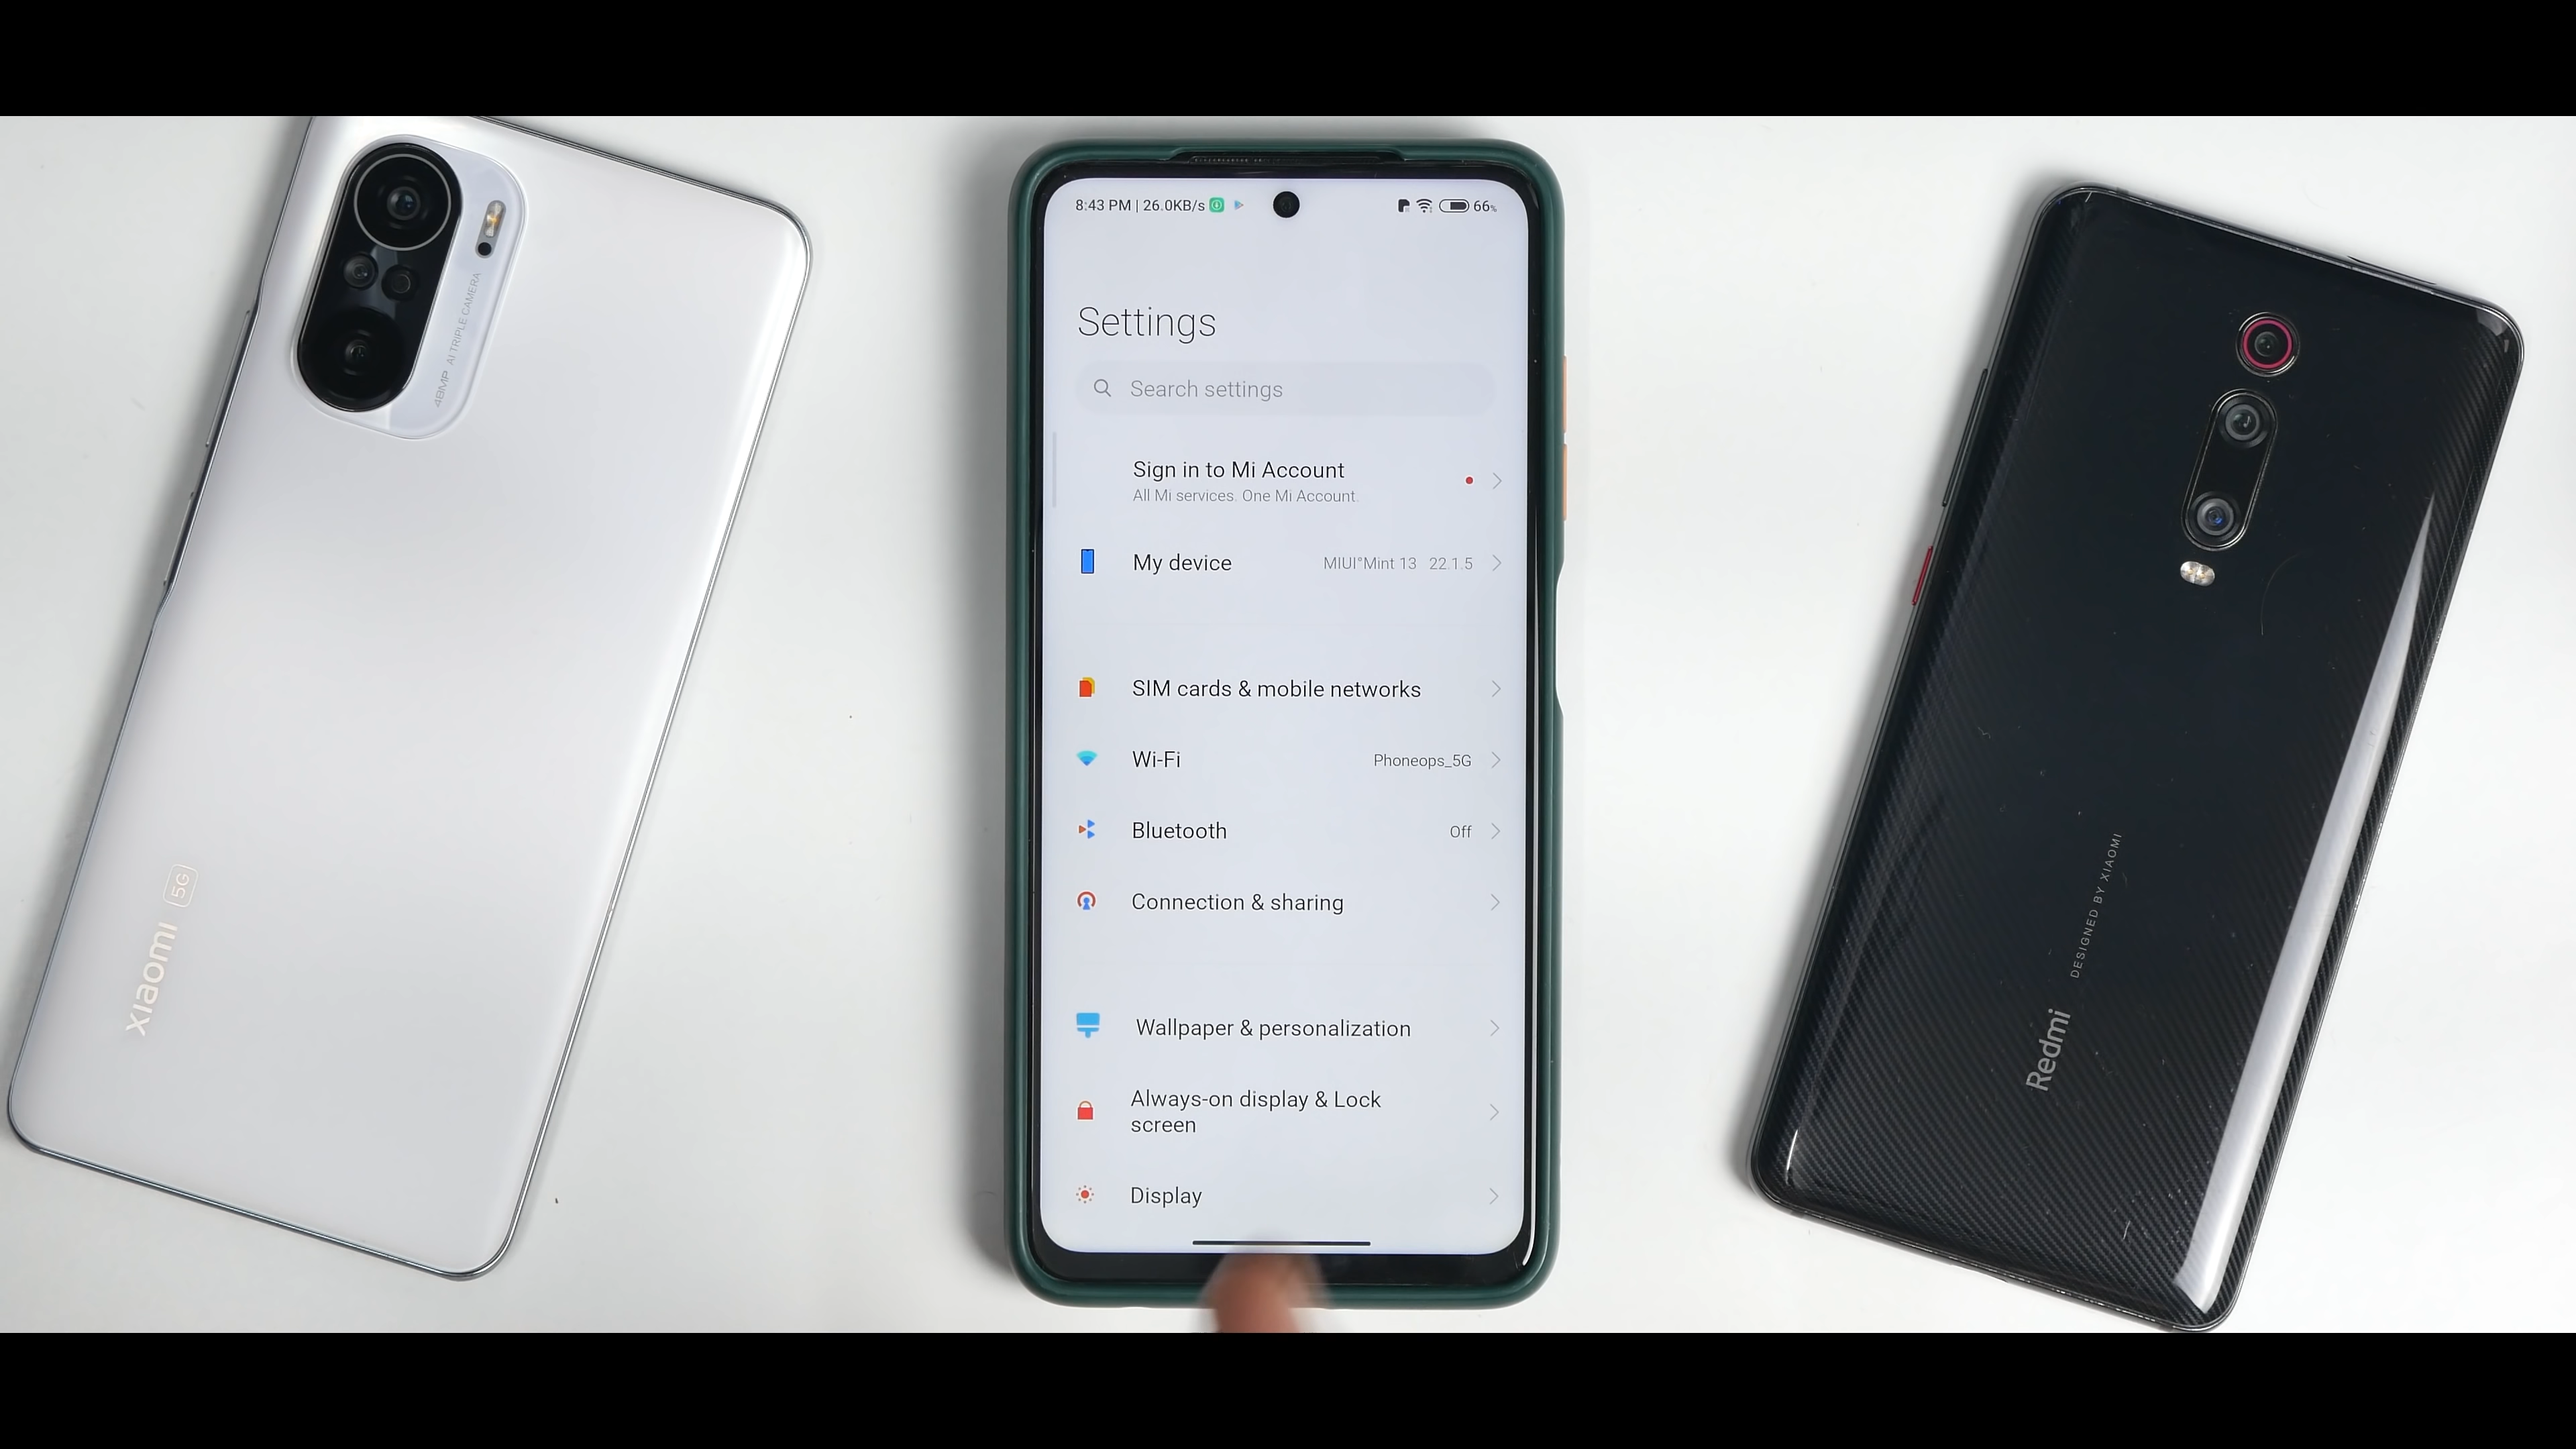 48MP AI TRIPLE CAMERA
xiaomi 5G
8:43 PM | 26.0KB/s
66%
Settings
Search settings
Sign in to Mi Account
All Mi services. One Mi Account.
My device MIUI°Mint 13 22.1.5
SIM cards & mobile networks
Wi-Fi Phoneops_5G
Bluetooth Off
Connection & sharing
Wallpaper & personalization
Always-on display & Lock
screen
Display
Redmi DESIGNED BY XIAOMI